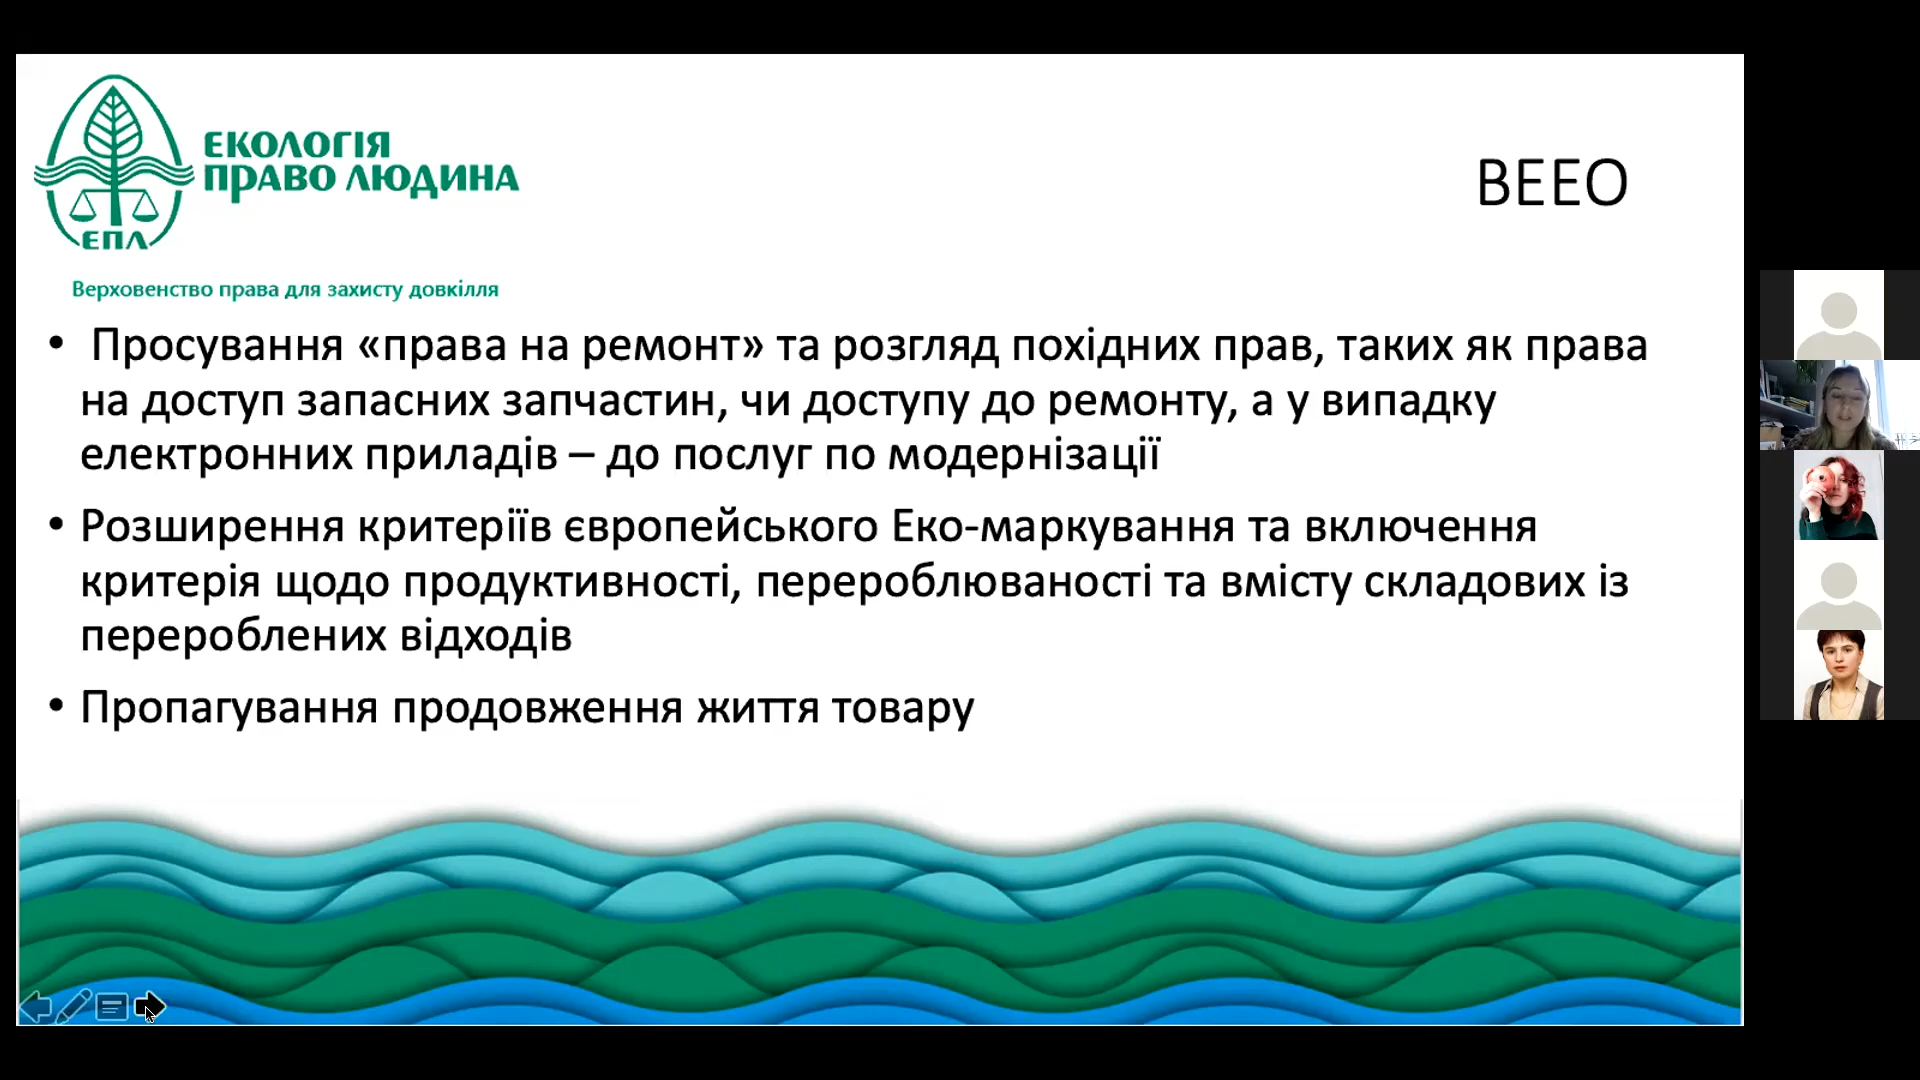 ЕКОЛОГІЯ
ПРАВО ЛЮДИНА
ЕПЛ
Верховенство права для захисту довкілля
ВЕЕО
• Просування «права на ремонт» та розгляд похідних прав, таких як права
на доступ запасних запчастин, чи доступу до ремонту, а у випадку
електронних приладів – до послуг по модернізації
• Розширення критеріїв європейського Еко-маркування та включення
критерія щодо продуктивності, перероблюваності та вмісту складових із
перероблених відходів
• Пропагування продовження життя товару